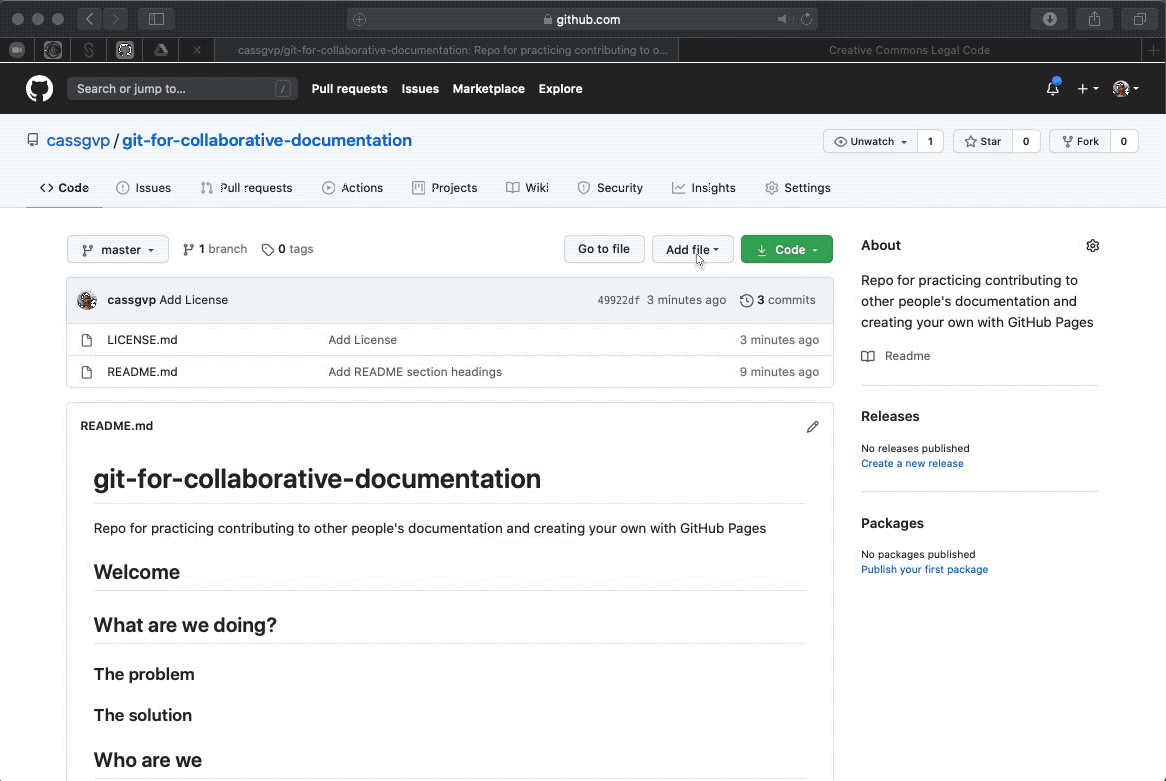 github.com
cassgvp/git-for-collaborative-documentation: Repo for practicing contributing to o...
Creative Commons Legal Code
Search or jump to... /
Pull requests Issues Marketplace Explore
cassgvp / git-for-collaborative-documentation
Unwatch 1 Star 0 Fork 0
Code Issues Pull requests Actions Projects Wiki Security Insights Settings
master 1 branch 0 tags Go to file Add file Code
About
Repo for practicing contributing to
other people's documentation and
creating your own with GitHub Pages
Readme
cassgvp Add License 49922df 3 minutes ago 3 commits
LICENSE.md Add License 3 minutes ago
README.md Add README section headings 9 minutes ago
Releases
No releases published
Create a new release
Packages
No packages published
Publish your first package
README.md
git-for-collaborative-documentation
Repo for practicing contributing to other people's documentation and creating your own with GitHub Pages
Welcome
What are we doing?
The problem
The solution
Who are we